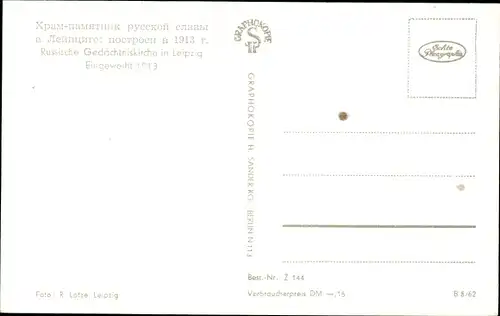 Храм-памятник русской славы
в Лейпциге; построен в 1913 г.
Russische Gedächtniskirche in Leipzig
Eingeweiht 1913
Foto: R. Lotze Leipzig
GRAPHOKOPIE
GRAPHOKOPIE H. SANDER KG. BERLIN N 113
Best.-Nr. Z 144
Verbraucherpreis DM —,15
Echte
Photographie
B 8/62